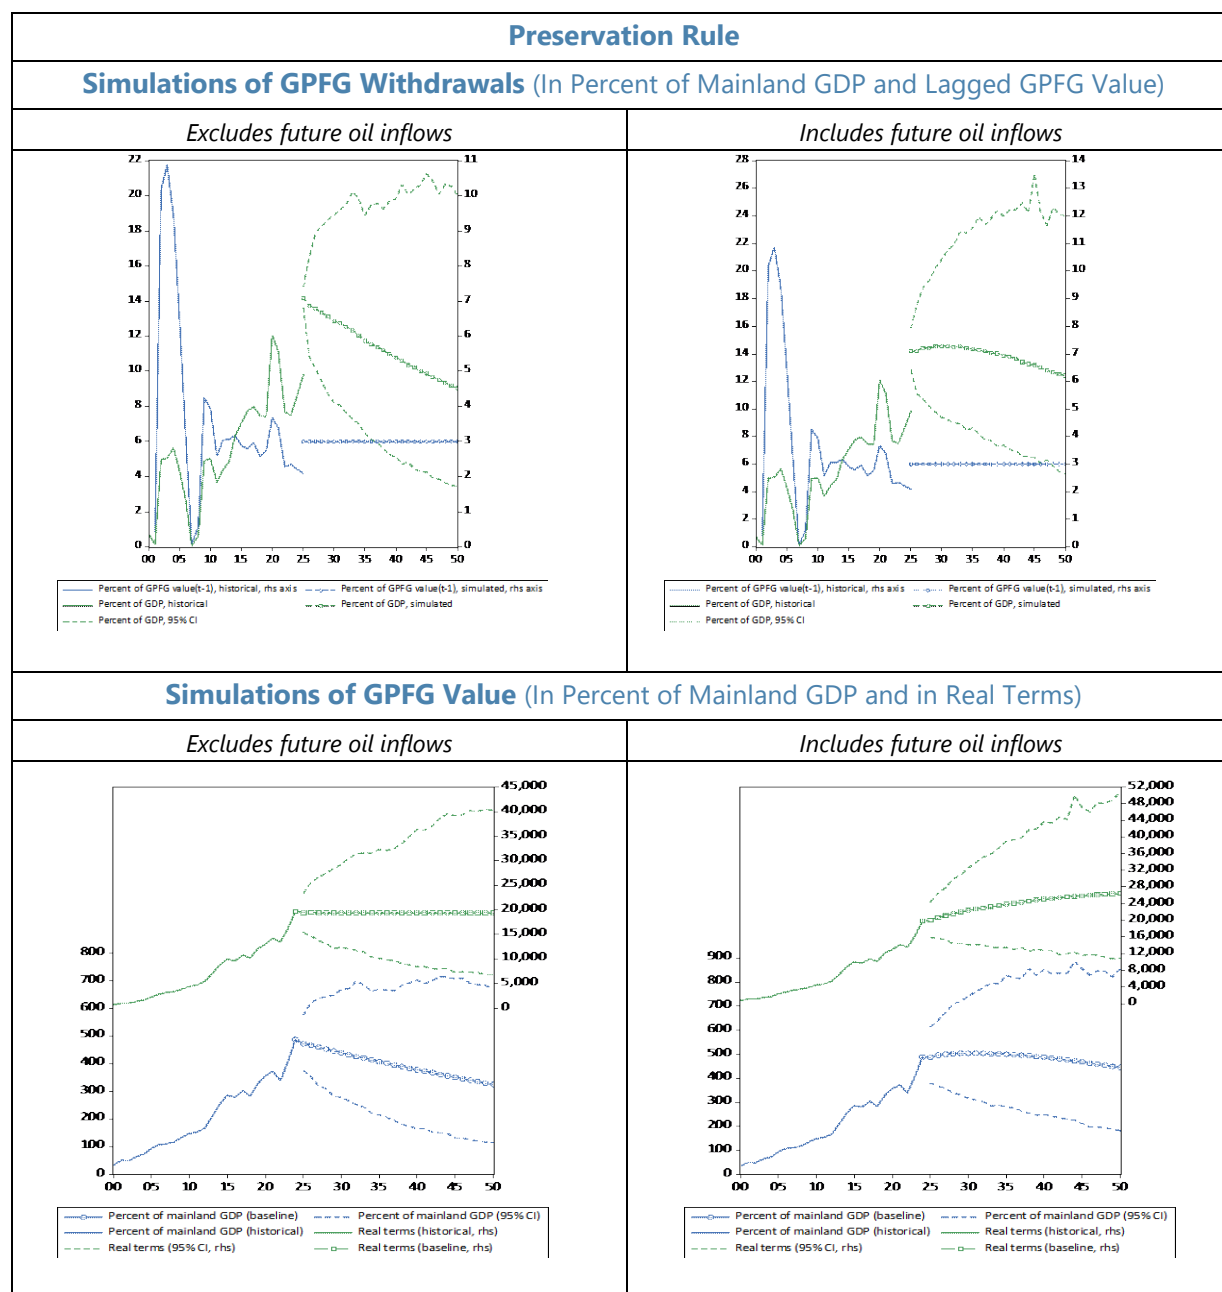 Preservation Rule
Simulations of GPFG Withdrawals (In Percent of Mainland GDP and Lagged GPFG Value)
Excludes future oil inflows
Includes future oil inflows
22
20
18
16
14
12
10
8
6
4
2
0
11
10
9
8
7
6
5
4
3
2
1
0
00 05 10 15 20 25 30 35 40 45 50
Percent of GPFG value(t-1), historical, rhs axis
Percent of GPFG value(t-1), simulated, rhs axis
Percent of GDP, historical
Percent of GDP, simulated
Percent of GDP, 95% CI
28
26
24
22
20
18
16
14
12
10
8
6
4
2
0
14
13
12
11
10
9
8
7
6
5
4
3
2
1
0
00 05 10 15 20 25 30 35 40 45 50
Percent of GPFG value(t-1), historical, rhs axis
Percent of GPFG value(t-1), simulated, rhs axis
Percent of GDP, historical
Percent of GDP, simulated
Percent of GDP, 95% CI
Simulations of GPFG Value (In Percent of Mainland GDP and in Real Terms)
Excludes future oil inflows
Includes future oil inflows
45,000
40,000
35,000
30,000
25,000
20,000
15,000
10,000
5,000
0
800
700
600
500
400
300
200
100
0
00 05 10 15 20 25 30 35 40 45 50
Percent of mainland GDP (baseline)
Percent of mainland GDP (95% CI)
Percent of mainland GDP (historical)
Real terms (historical, rhs)
Real terms (95% CI, rhs)
Real terms (baseline, rhs)
52,000
48,000
44,000
40,000
36,000
32,000
28,000
24,000
20,000
16,000
12,000
8,000
4,000
0
900
800
700
600
500
400
300
200
100
0
00 05 10 15 20 25 30 35 40 45 50
Percent of mainland GDP (baseline)
Percent of mainland GDP (95% CI)
Percent of mainland GDP (historical)
Real terms (historical, rhs)
Real terms (95% CI, rhs)
Real terms (baseline, rhs)